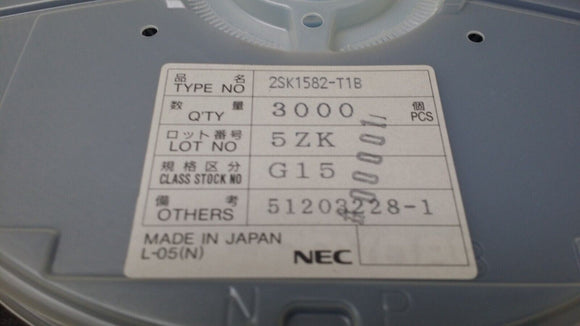 品名
TYPE NO 2SK1582-T1B
数量 個
Q'TY 3000 PCS
ロット番号
LOT NO 5ZK
規格区分
CLASS STOCK NO G15
備考
OTHERS 51203228-1
#00001
MADE IN JAPAN
L-05(N) NEC
N P